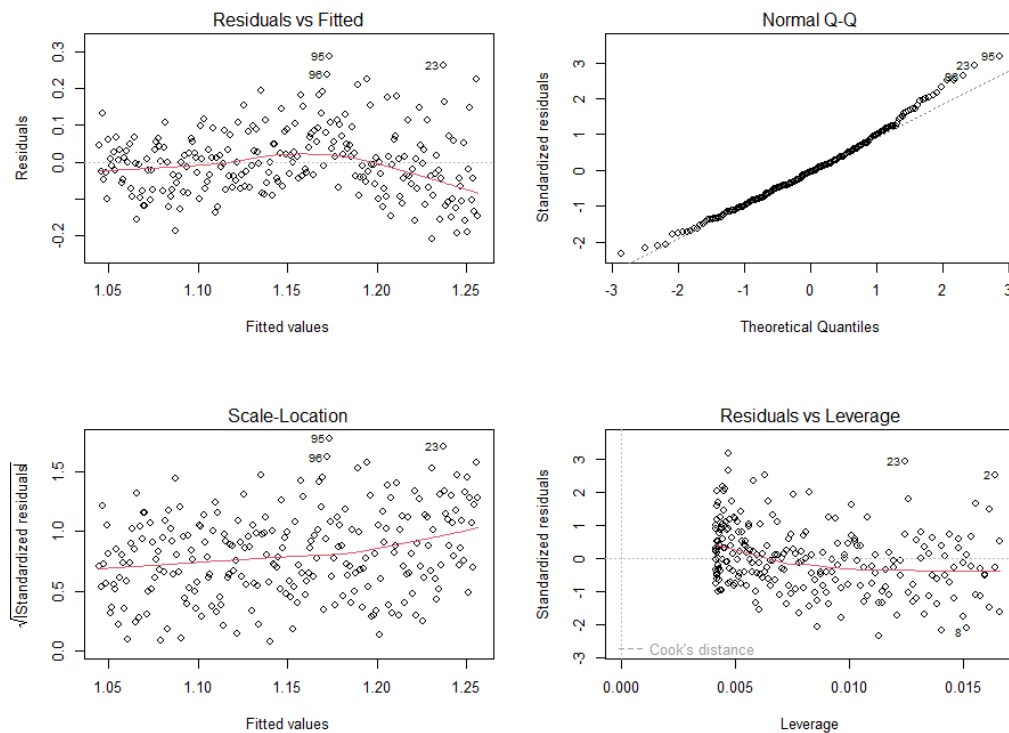 Residuals vs Fitted
Residuals
0.3
0.2
0.1
0.0
-0.2
95
96
23
1.05 1.10 1.15 1.20 1.25
Fitted values
Normal Q-Q
Standardized residuals
3
2
1
0
-1
-2
23
95
-3 -2 -1 0 1 2 3
Theoretical Quantiles
Scale-Location
√|Standardized residuals|
1.5
1.0
0.5
0.0
95
96
23
1.05 1.10 1.15 1.20 1.25
Fitted values
Residuals vs Leverage
Standardized residuals
3
2
1
0
-1
-2
-3
23
2
8
Cook's distance
0.000 0.005 0.010 0.015
Leverage